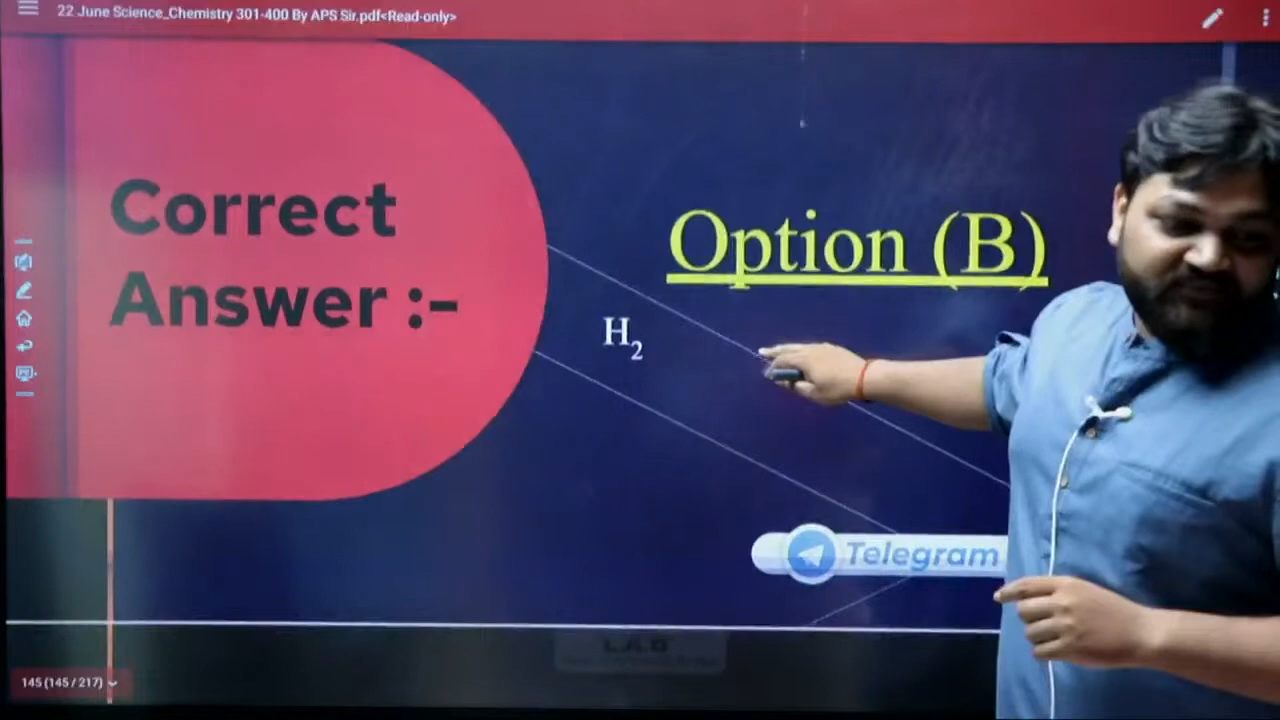 22 June Science_Chemistry 301-400 By APS Sir.pdf<Read-only>
Correct
Answer :-
Option (B)
H₂
Telegram
145 (145 / 217)